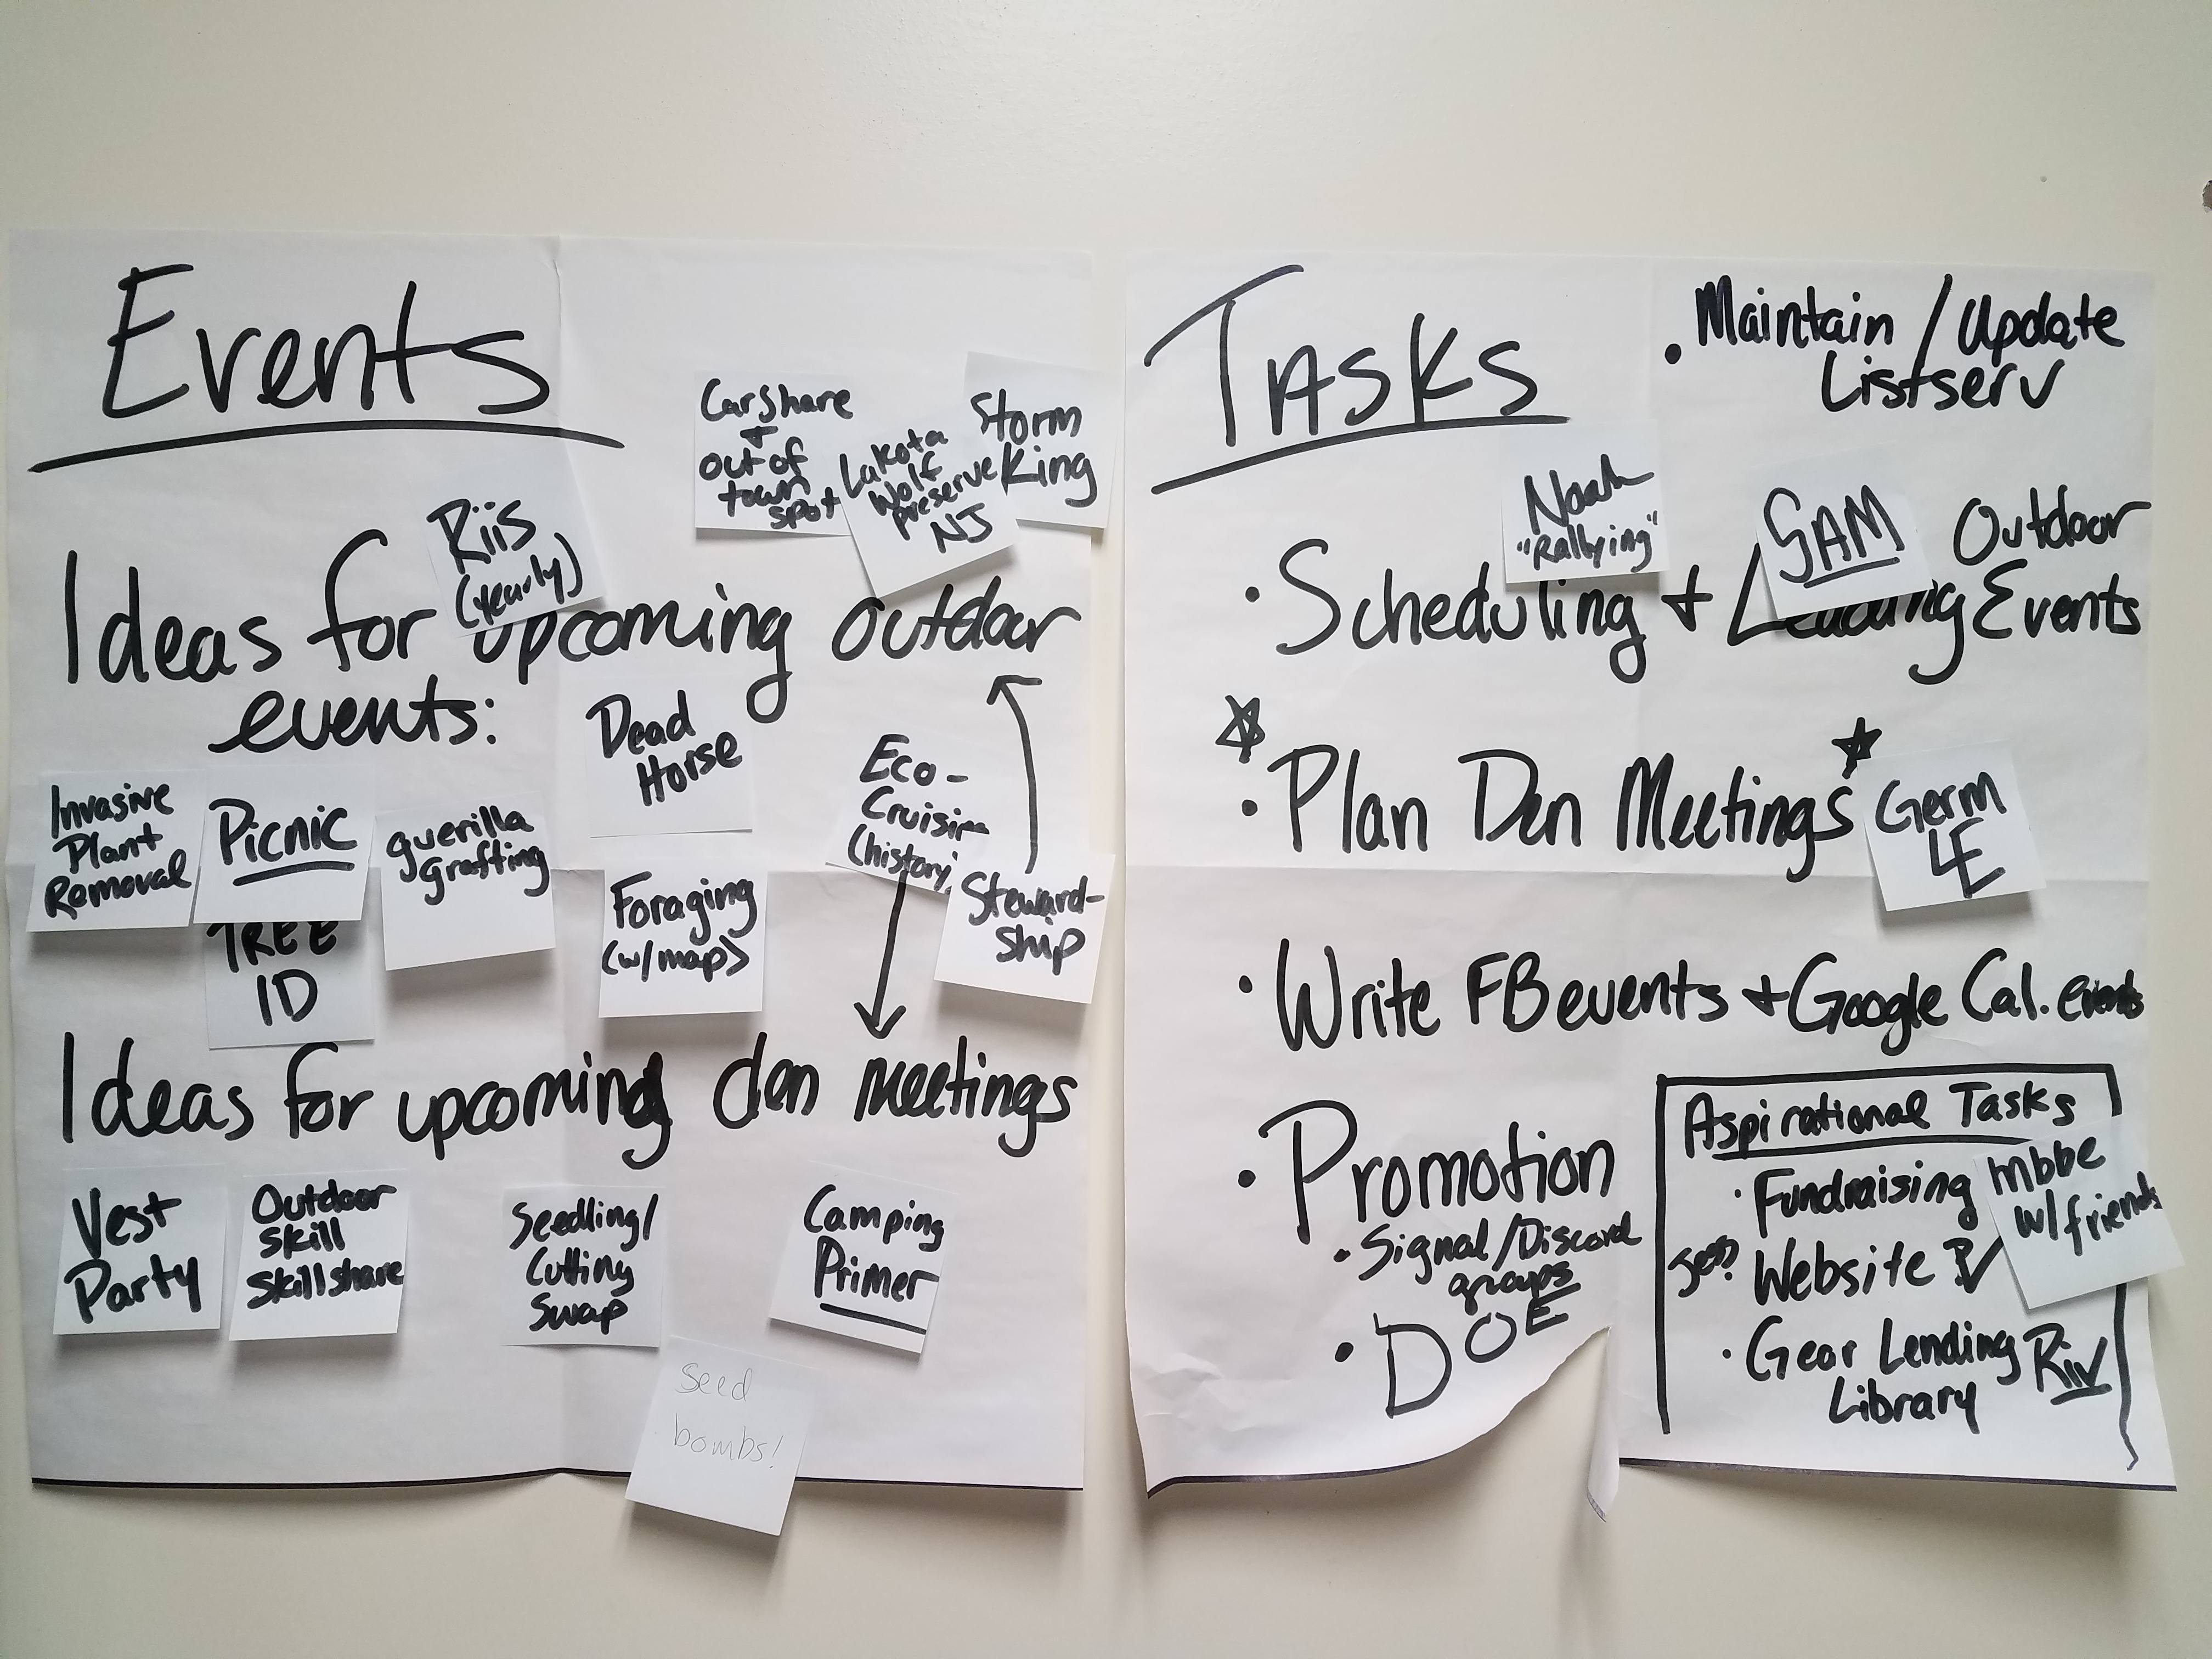 Events
Carshare
+
out of
town
spot
Lakota
Wolf
Preserve
NJ
Storm
King
Riis
(yearly)
Ideas for upcoming outdoor
events:
Dead
Horse
Eco-
Cruisin
(history
Steward-
ship
Invasive
Plant
Removal
Picnic
guerilla
grafting
TREE
ID
Foraging
(w/maps)
Ideas for upcoming den meetings
Vest
Party
Outdoor
Skill
Skillshare
Seedling/
Cutting
Swap
Camping
Primer
Seed
bombs!
Tasks
• Maintain / Update
Listserv
Noah
"Rallying"
SAM
• Scheduling + Leading Outdoor
Events
• Plan Den Meetings
Germ
LE
• Write FB events + Google Cal. events
• Promotion
• Signal/Discord
groups
• DOE
Aspirational Tasks
• Fundraising
mbbe
w/friends
Website
• Gear Lending
Library
Riv